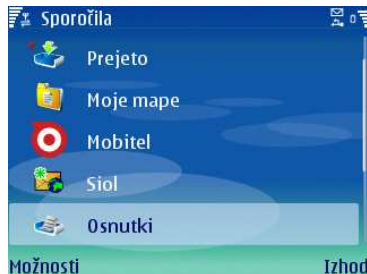 Sporočila
Prejeto
Moje mape
Mobitel
Siol
Osnutki
Možnosti Izhod